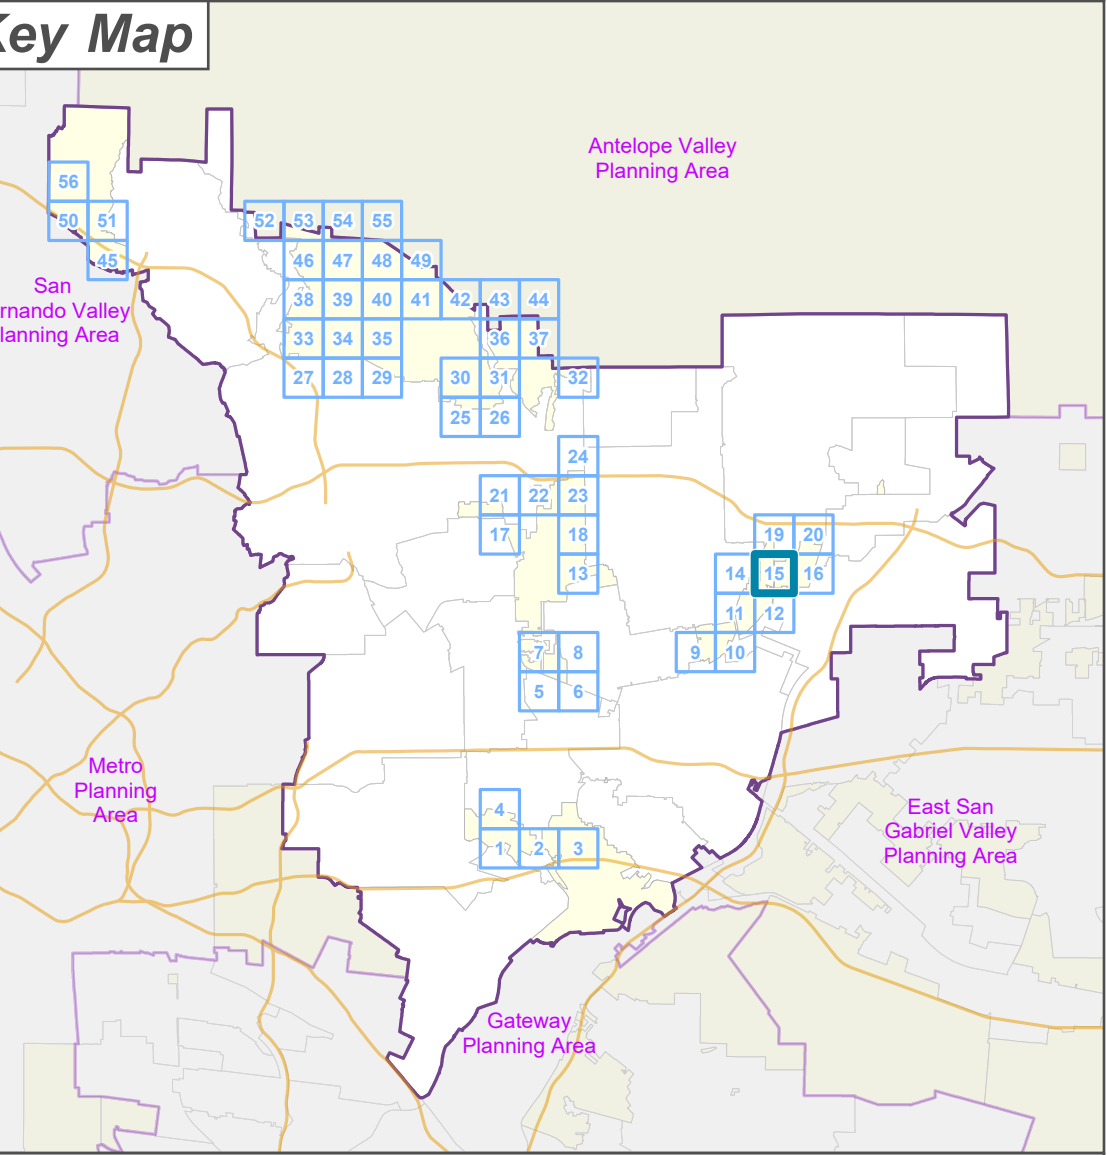 Key Map
Antelope Valley
Planning Area
56
50 51
45
San
rnando Valley
lanning Area
52 53 54 55
46 47 48 49
38 39 40 41 42 43 44
33 34 35 36 37
27 28 29 30 31 32
25 26
24
21 22 23
17 18 19 20
13 14 15 16
11 12
7 8 9 10
5 6
Metro
Planning
Area
4
1 2 3
East San
Gabriel Valley
Planning Area
Gateway
Planning Area